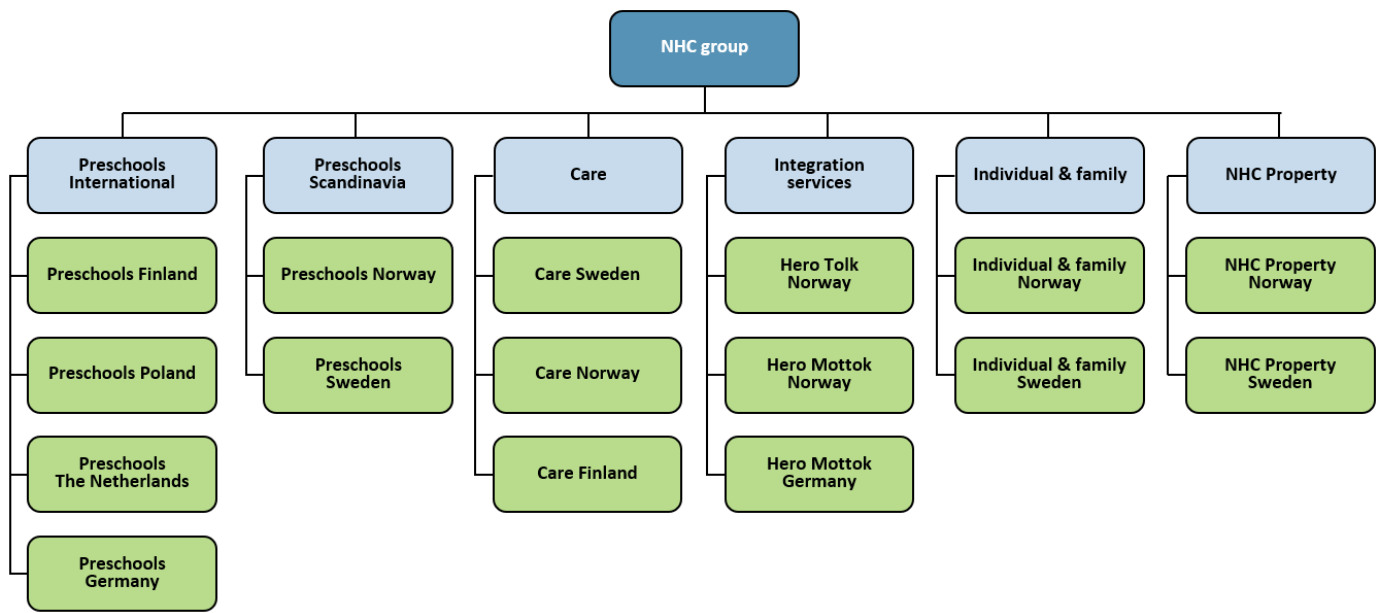 NHC group
Preschools
International
Preschools
Scandinavia
Care
Integration
services
Individual & family
NHC Property
Preschools Finland
Preschools Norway
Care Sweden
Hero Tolk
Norway
Individual & family
Norway
NHC Property
Norway
Preschools Poland
Preschools
Sweden
Care Norway
Hero Mottok
Norway
Individual & family
Sweden
NHC Property
Sweden
Preschools
The Netherlands
Care Finland
Hero Mottok
Germany
Preschools
Germany